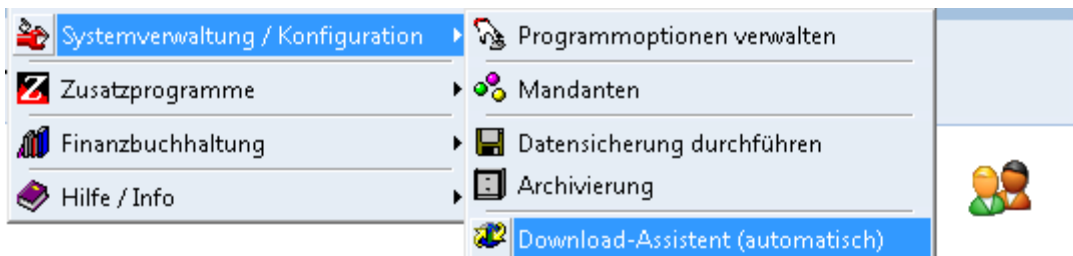 Systemverwaltung / Konfiguration
Zusatzprogramme
Finanzbuchhaltung
Hilfe / Info
Programmoptionen verwalten
Mandanten
Datensicherung durchführen
Archivierung
Download-Assistent (automatisch)